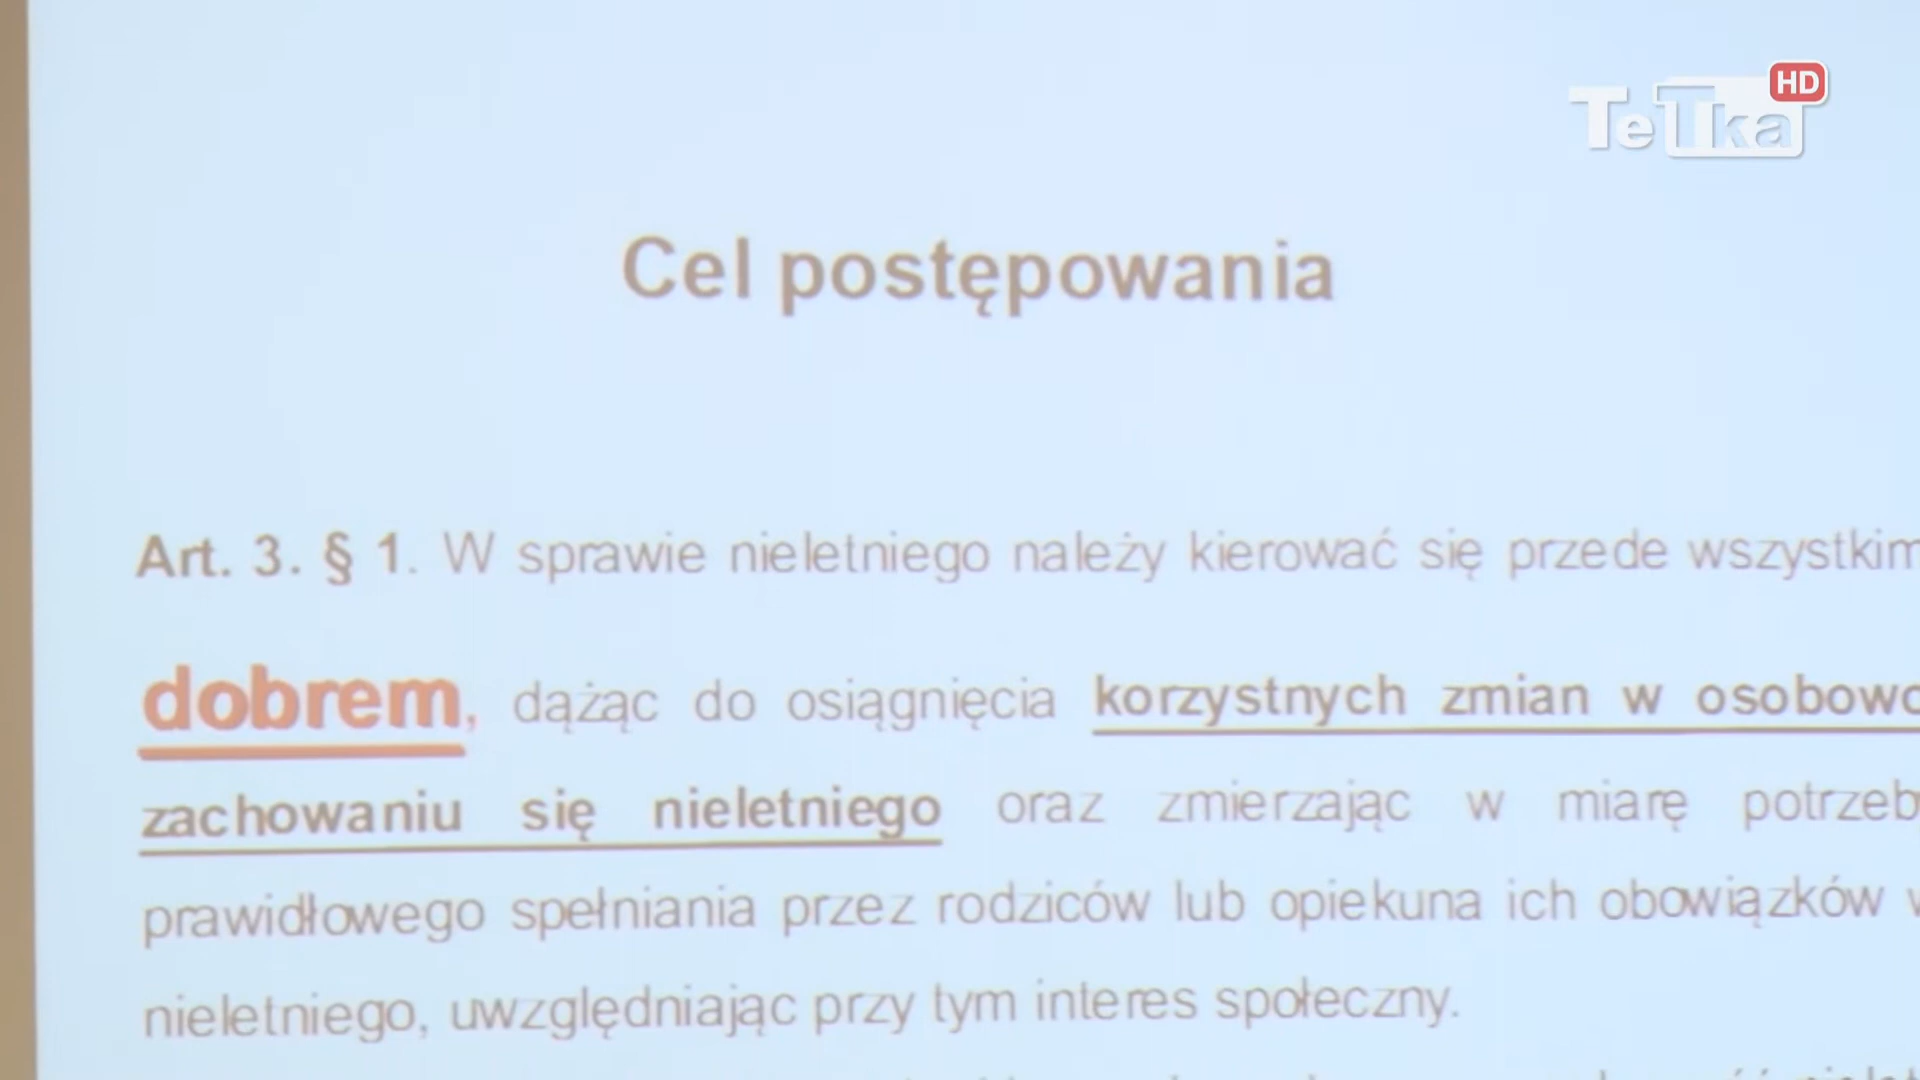 TeTka HD
Cel postępowania
Art. 3. § 1. W sprawie nieletniego należy kierować się przede wszystkim
dobrem, dążąc do osiągnięcia korzystnych zmian w osobowo
zachowaniu się nieletniego oraz zmierzając w miarę potrzeb
prawidłowego spełniania przez rodziców lub opiekuna ich obowiązków w
nieletniego, uwzględniając przy tym interes społeczny.